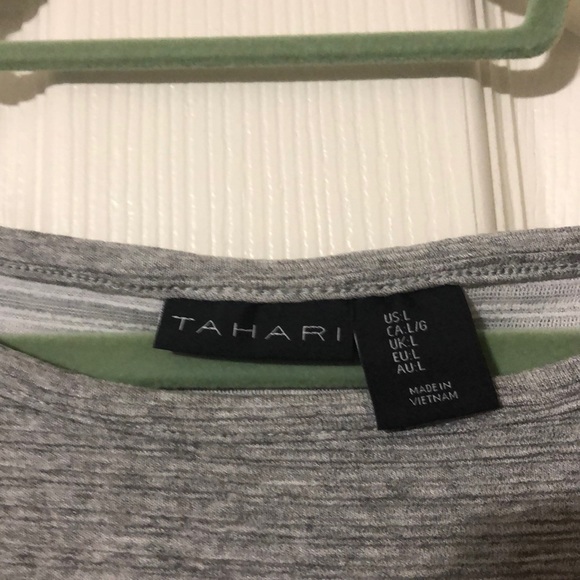 TAHARI
US•L
CA•L/G
UK•L
EU•L
AU•L
MADE IN
VIETNAM